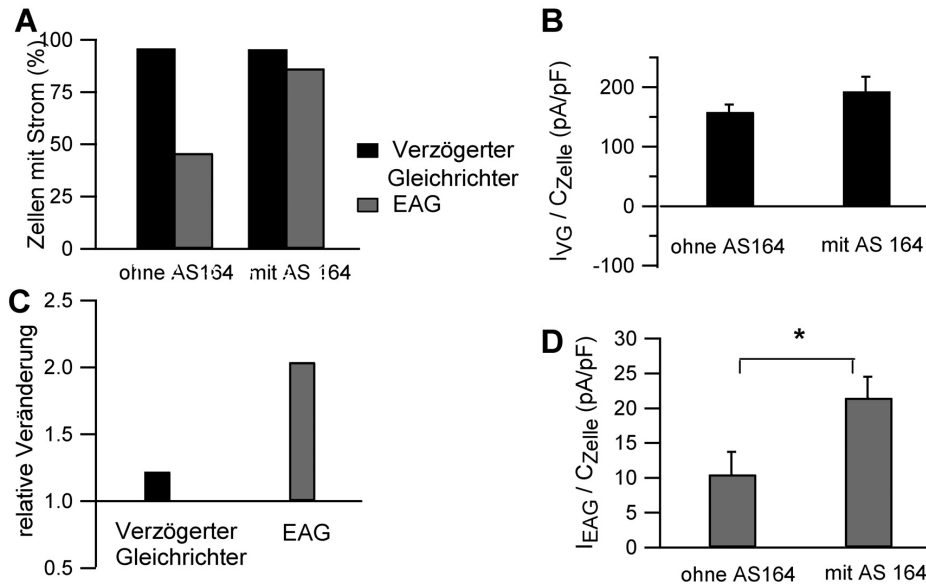 A
Zellen mit Strom (%)
100
75
50
25
0
ohne AS164
mit AS 164
Verzögerter
Gleichrichter
EAG
B
I_VG / C_Zelle (pA/pF)
200
100
0
-100
ohne AS164
mit AS 164
C
relative Veränderung
2.5
2.0
1.5
1.0
0.5
Verzögerter
Gleichrichter
EAG
D
I_EAG / C_Zelle (pA/pF)
30
25
20
15
10
5
0
*
ohne AS164
mit AS 164